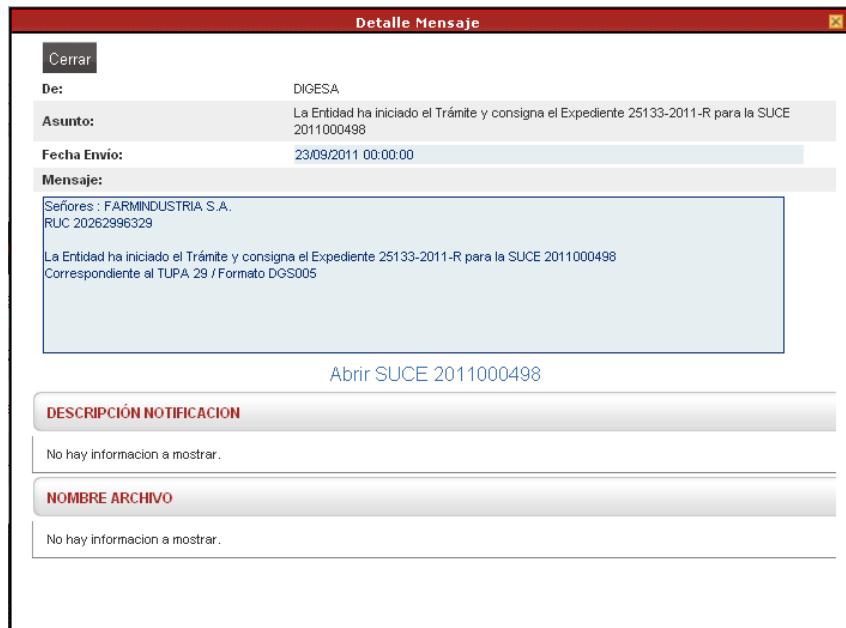 Detalle Mensaje
Cerrar
De: DIGESA
Asunto: La Entidad ha iniciado el Trámite y consigna el Expediente 25133-2011-R para la SUCE
2011000498
Fecha Envío: 23/09/2011 00:00:00
Mensaje:
Señores : FARMINDUSTRIA S.A.
RUC 20262996329
La Entidad ha iniciado el Trámite y consigna el Expediente 25133-2011-R para la SUCE 2011000498
Correspondiente al TUPA 29 / Formato DGS005
Abrir SUCE 2011000498
DESCRIPCIÓN NOTIFICACION
No hay informacion a mostrar.
NOMBRE ARCHIVO
No hay informacion a mostrar.